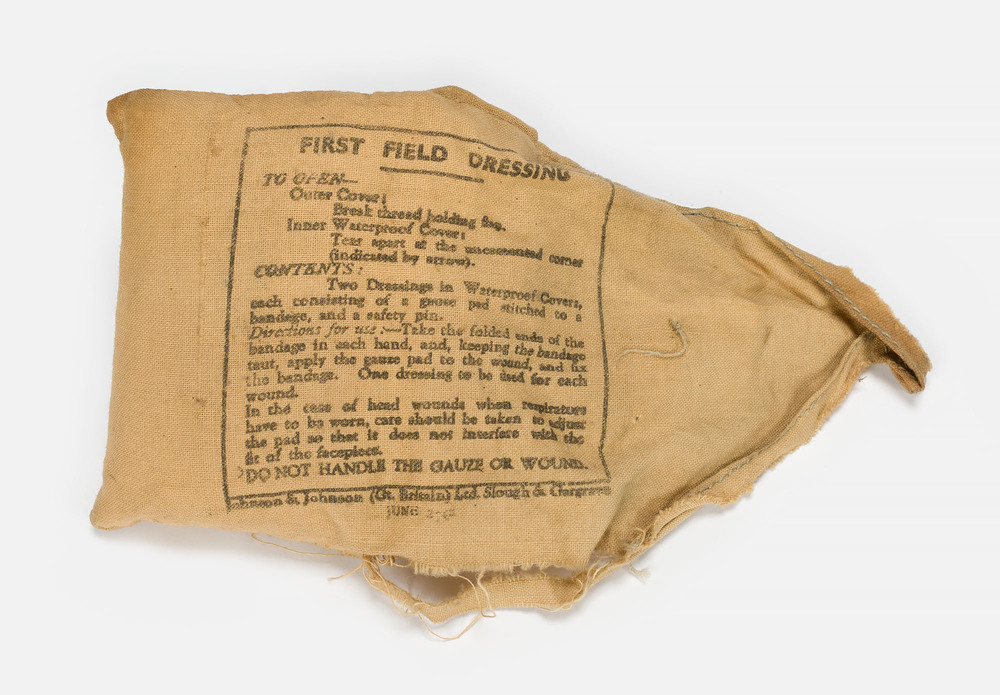 FIRST FIELD DRESSING
TO OPEN—
Outer Cover:
Break thread holding flap.
Inner Waterproof Cover:
Tear apart at the uncemented corner
(indicated by arrow).
CONTENTS:
Two Dressings in Waterproof Covers,
each consisting of a gauze pad stitched to a
bandage, and a safety pin.
Directions for use:—Take the folded ends of the
bandage in each hand, and, keeping the bandage
taut, apply the gauze pad to the wound, and fix
the bandage. One dressing to be used for each
wound.
In the case of head wounds when respirators
have to be worn, care should be taken to adjust
the pad so that it does not interfere with the
fit of the facepiece.
DO NOT HANDLE THE GAUZE OR WOUND.
Johnson & Johnson (Gt. Britain) Ltd. Slough & Gargrave
JUNE